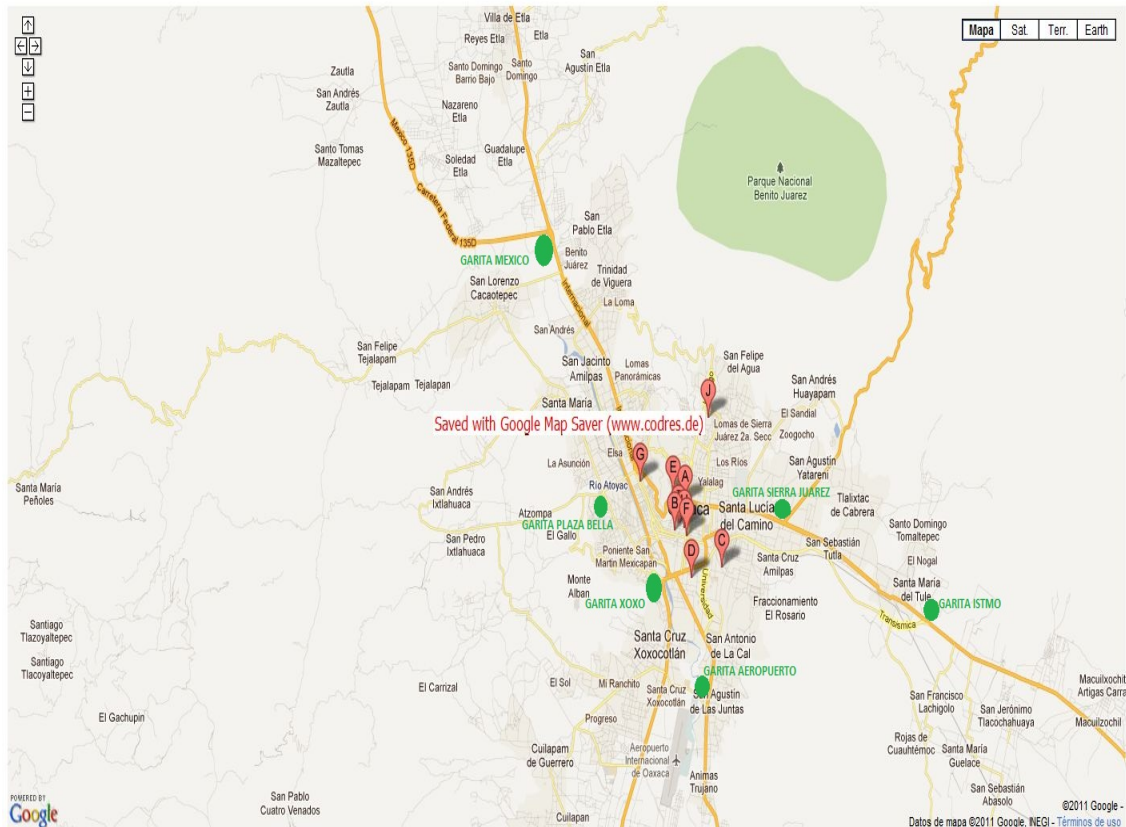 Mapa Sat. Terr. Earth
Villa de Etla
Reyes Etla
Etla
Santo Domingo
Barrio Bajo
Santo
Domingo
San
Agustín Etla
Zautla
San Andrés
Zautla
Nazareno
Etla
Santo Tomas
Mazaltepec
Soledad
Etla
Guadalupe
Etla
Mexico 135D
Carretera Federal 135D
Parque Nacional
Benito Juarez
San
Pablo Etla
GARITA MEXICO
Benito
Juárez
Trinidad
de Viguera
San Lorenzo
Cacaotepec
Internacional
La Loma
San Andrés
San Felipe
Tejalapam
San Jacinto
Amilpas
Lomas
Panorámicas
San Felipe
del Agua
Tejalapam
Tejalapan
San Andrés
Huayapam
J
Santa María
El Sandial
Saved with Google Map Saver (www.codres.de)
Lomas de Sierra
Juárez 2a. Secc
Zoogocho
G
Elsa
La Asunción
E
A
Los Ríos
San Agustin
Yatareni
Santa María
Peñoles
San Andrés
Ixtlahuaca
Rio Atoyac
Yalalag
GARITA SIERRA JUAREZ
Tlalixtac
de Cabrera
B
F
Atzompa
Santa Lucia
del Camino
GARITA PLAZA BELLA
El Gallo
Santo Domingo
Tomaltepec
San Pedro
Ixtlahuaca
Poniente San
Martin Mexicapan
D
C
San Sebastián
Tutla
Santa Cruz
Amilpas
El Nogal
Monte
Alban
Universidad
Santa María
del Tule
GARITA XOXO
GARITA ISTMO
Fraccionamiento
El Rosario
Transismica
Santiago
Tlazoyaltepec
Santa Cruz
Xoxocotlán
San Antonio
de La Cal
Santiago
Tlacoyaltepec
GARITA AEROPUERTO
El Carrizal
El Sol
Mi Ranchito
Santa Cruz
Xoxocotlán
San Agustin
de Las Juntas
San Francisco
Lachigolo
Macuilxochit
Artigas Carra
San Jerónimo
Tlacochahuaya
Macuilzochil
El Gachupin
Progreso
Cuilapam
de Guerrero
Aeropuerto
Internacional
de Oaxaca
Rojas de
Cuauhtémoc
Santa María
Guelace
Animas
Trujano
San Pablo
Cuatro Venados
San Sebastián
Abasolo
Cuilapan
POWERED BY
Google
©2011 Google -
Datos de mapa ©2011 Google, INEGI - Términos de uso